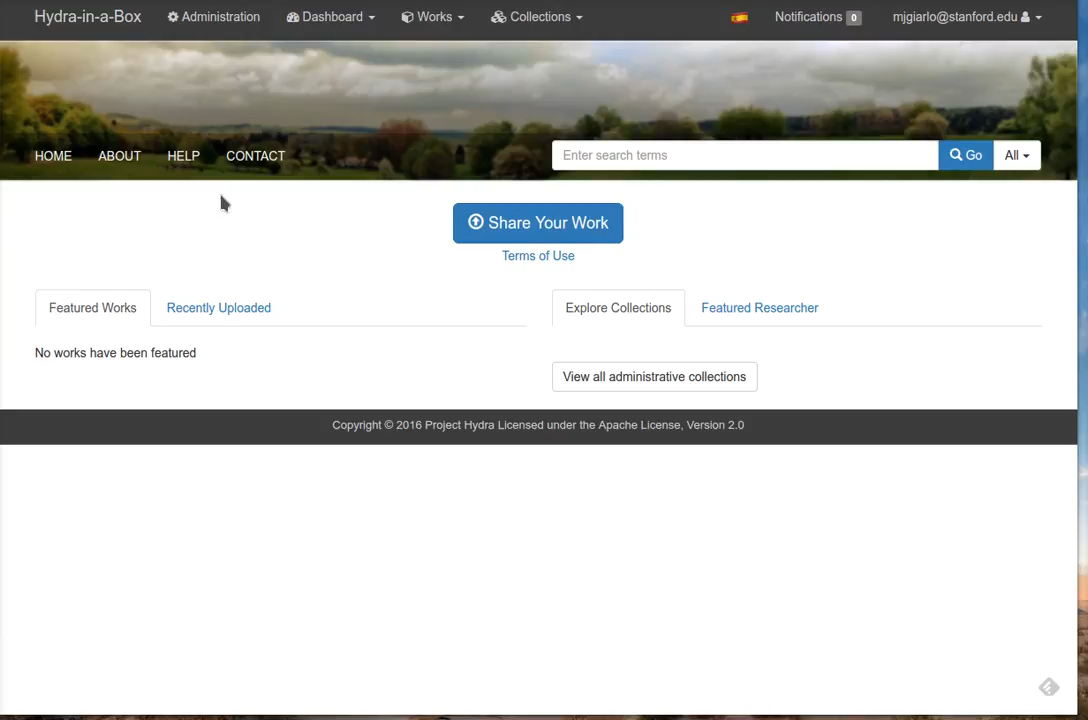 Hydra-in-a-Box Administration Dashboard Works Collections Notifications 0 mjgiarlo@stanford.edu
HOME ABOUT HELP CONTACT Enter search terms Go All
Share Your Work
Terms of Use
Featured Works Recently Uploaded Explore Collections Featured Researcher
No works have been featured
View all administrative collections
Copyright © 2016 Project Hydra Licensed under the Apache License, Version 2.0